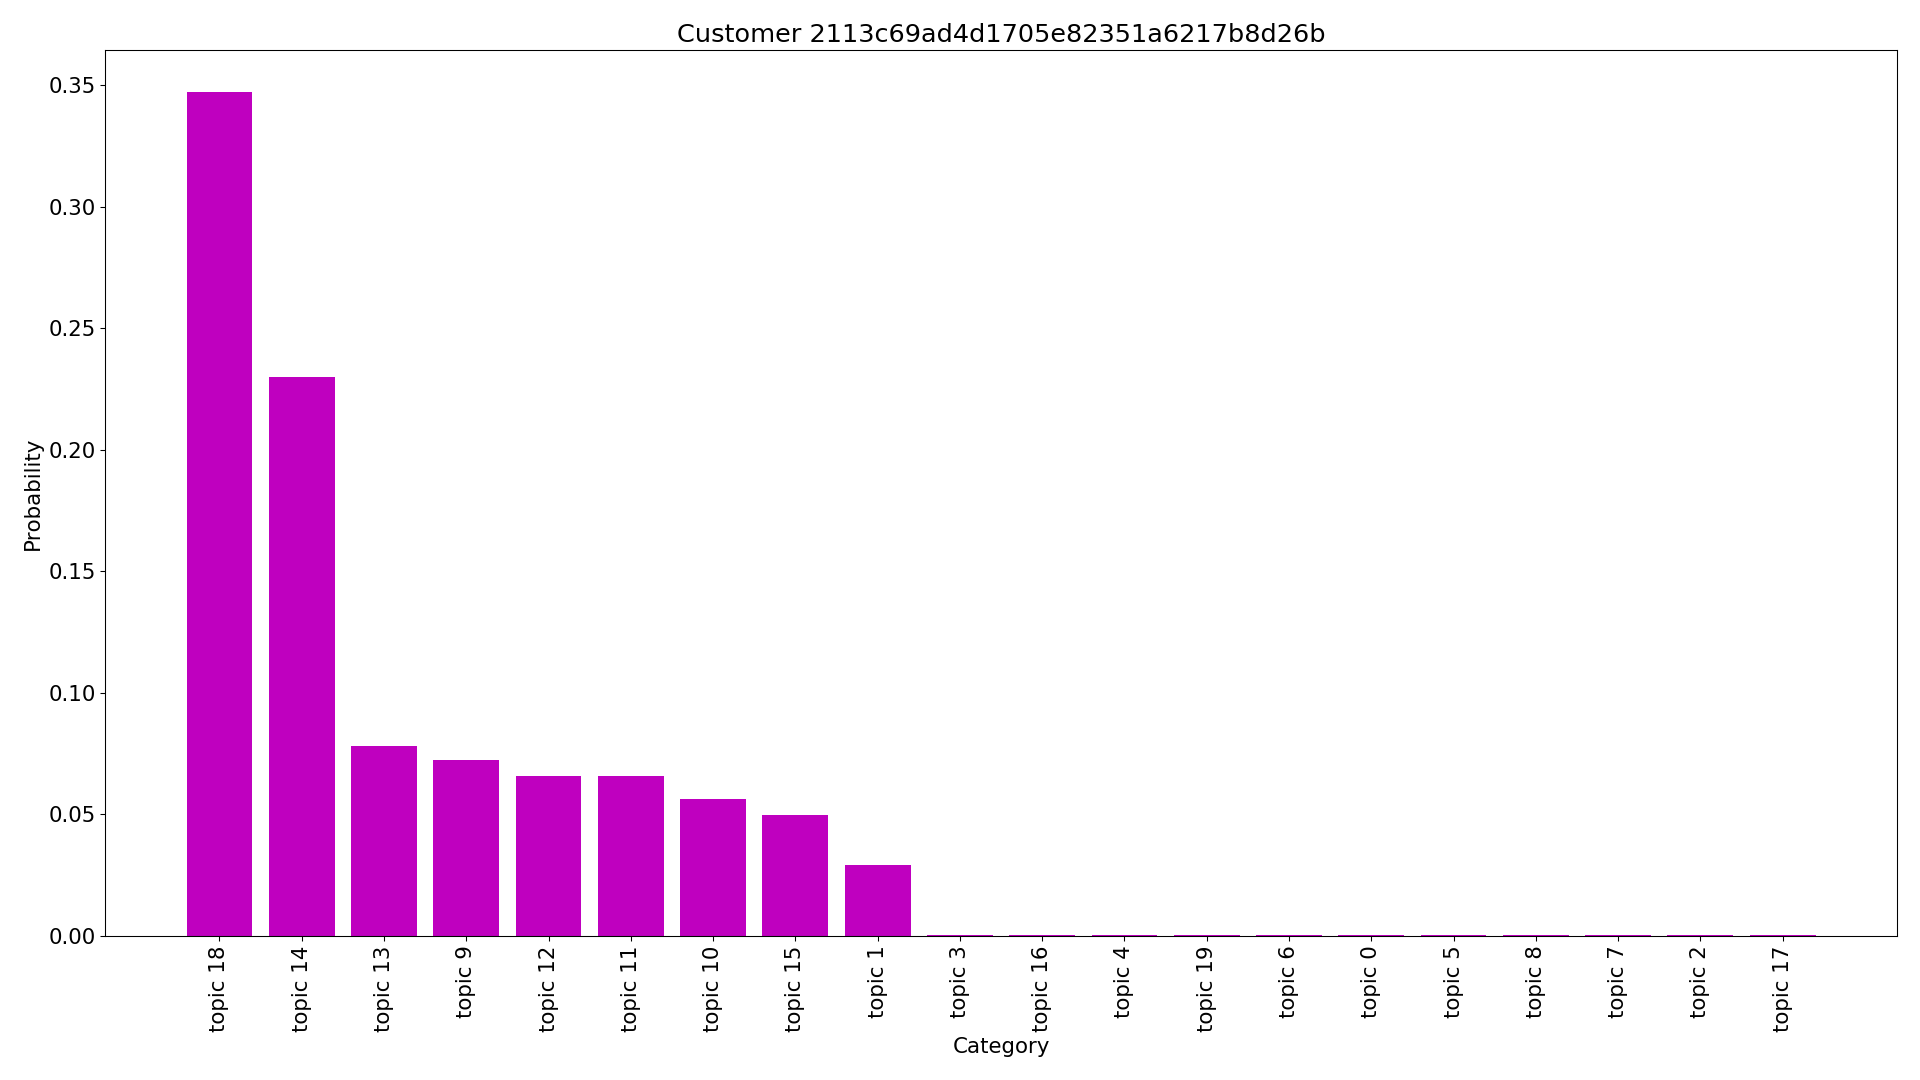 Customer 2113c69ad4d1705e82351a6217b8d26b
Probability
0.35
0.30
0.25
0.20
0.15
0.10
0.05
0.00
topic 18
topic 14
topic 13
topic 9
topic 12
topic 11
topic 10
topic 15
topic 1
topic 3
topic 16
topic 4
topic 19
topic 6
topic 0
topic 5
topic 8
topic 7
topic 2
topic 17
Category